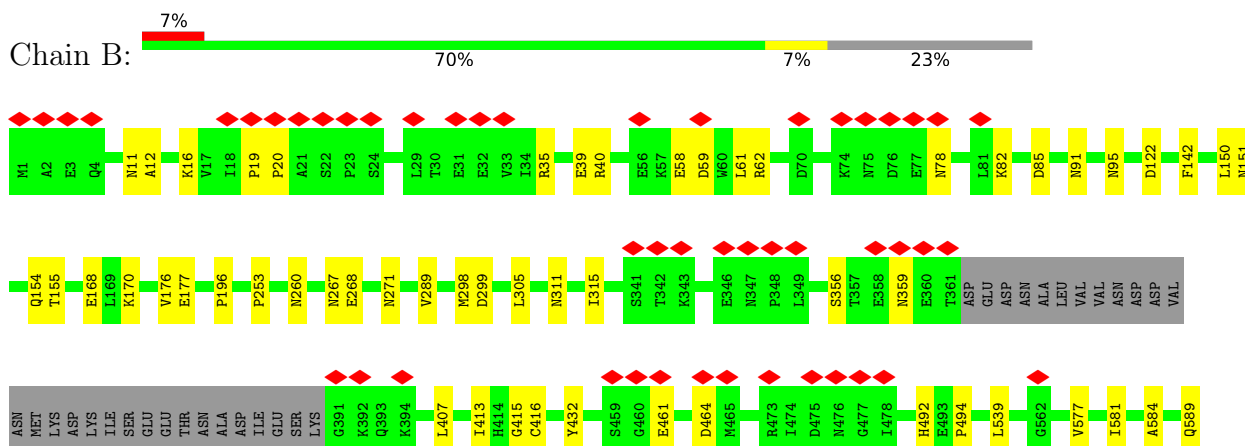 7%
Chain B:
70% 7% 23%
M1 A2 E3 Q4 N11 A12 K16 V17 I18 P19 P20 A21 S22 P23 S24 L29 T30 E31 E32 V33 I34 R35 E39 R40 E56 K57 E58 D59 W60 L61 R62 D70 K74 N75 D76 E77 N78 L81 K82 D85 N91 N95 D122 F142 L150 N151
Q154 T155 E168 L169 K170 V176 E177 P196 P253 N260 N267 E268 N271 V289 M298 D299 L305 N311 I315 S341 T342 K343 E346 N347 P348 L349 S356 T357 E358 N359 E360 T361 ASP GLU ASP ASN ALA LEU VAL VAL ASN ASP ASP VAL
ASN MET LYS ASP LYS ILE SER GLU GLU THR ASN ALA ASP ILE GLU SER LYS G391 K392 Q393 K394 L407 I413 H414 G415 C416 Y432 S459 G460 E461 D464 M465 R473 I474 D475 N476 G477 I478 H492 E493 P494 L539 G562 V577 I581 A584 Q589